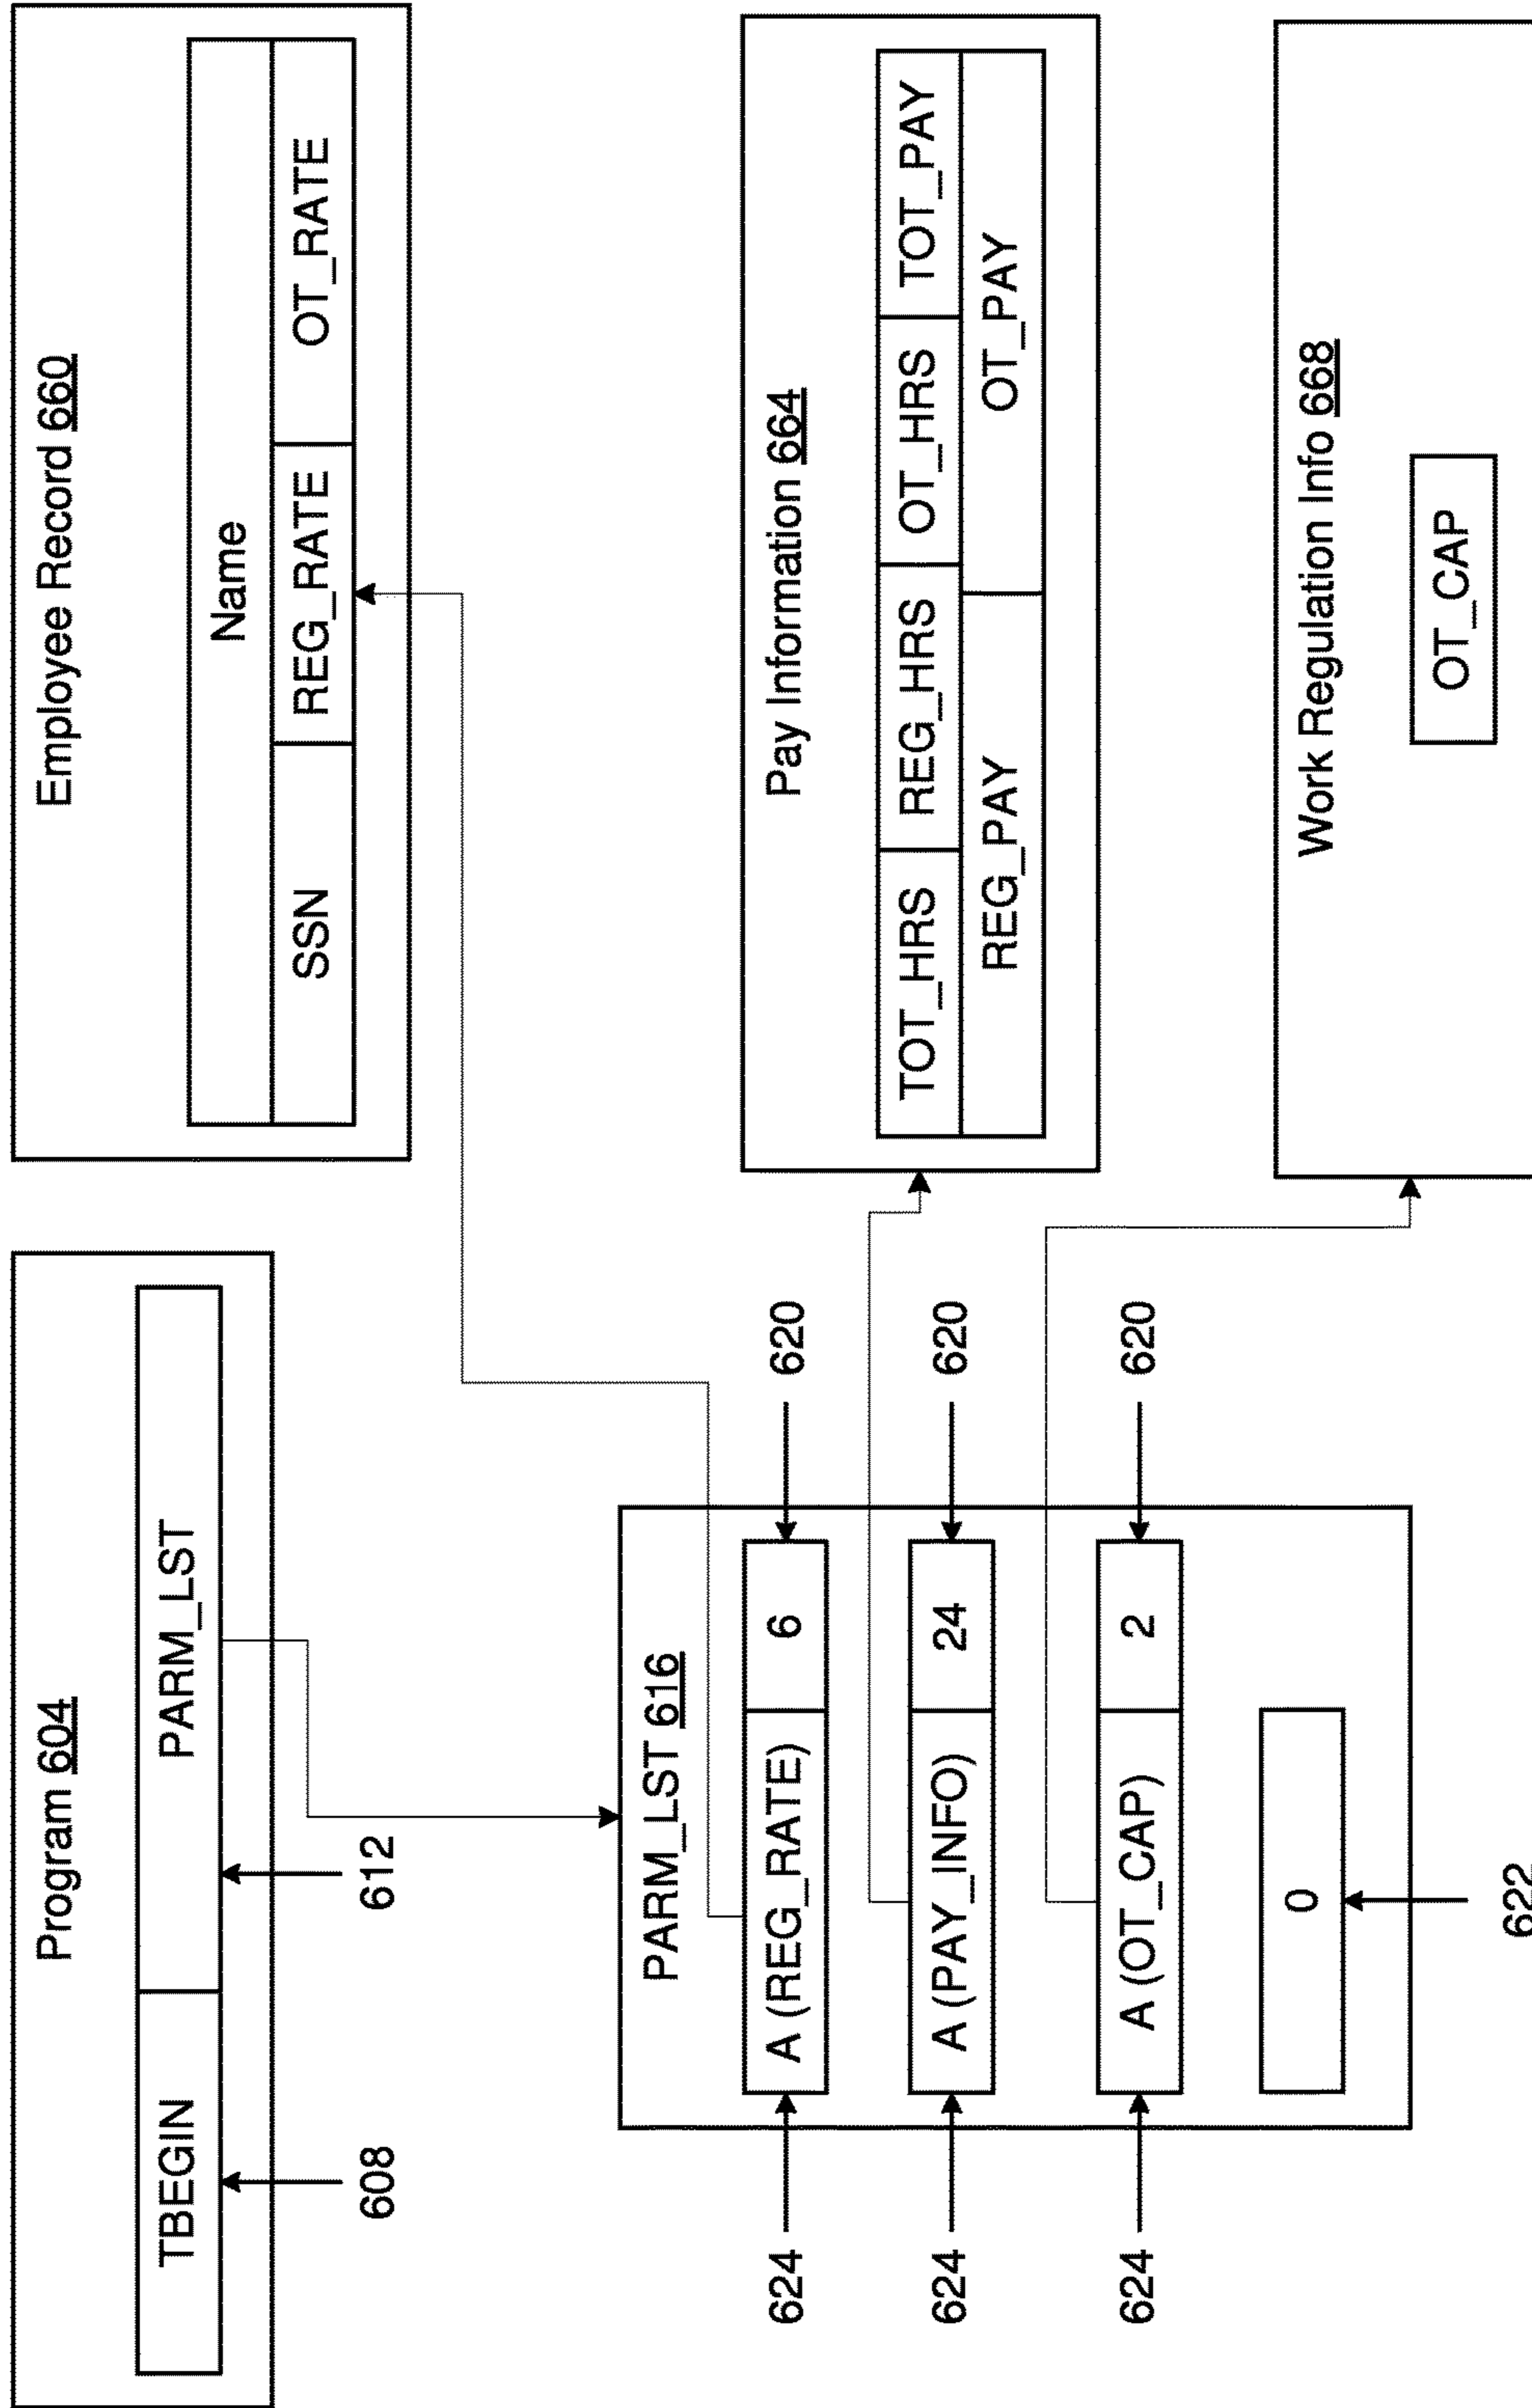 Program 604
TBEGIN PARM_LST
608 612
PARM_LST 616
624 A (REG_RATE) 6 620
624 A (PAY_INFO) 24 620
624 A (OT_CAP) 2 620
0
622
Employee Record 660
Name
SSN REG_RATE OT_RATE
Pay Information 664
TOT_HRS REG_HRS OT_HRS TOT_PAY
REG_PAY OT_PAY
Work Regulation Info 668
OT_CAP